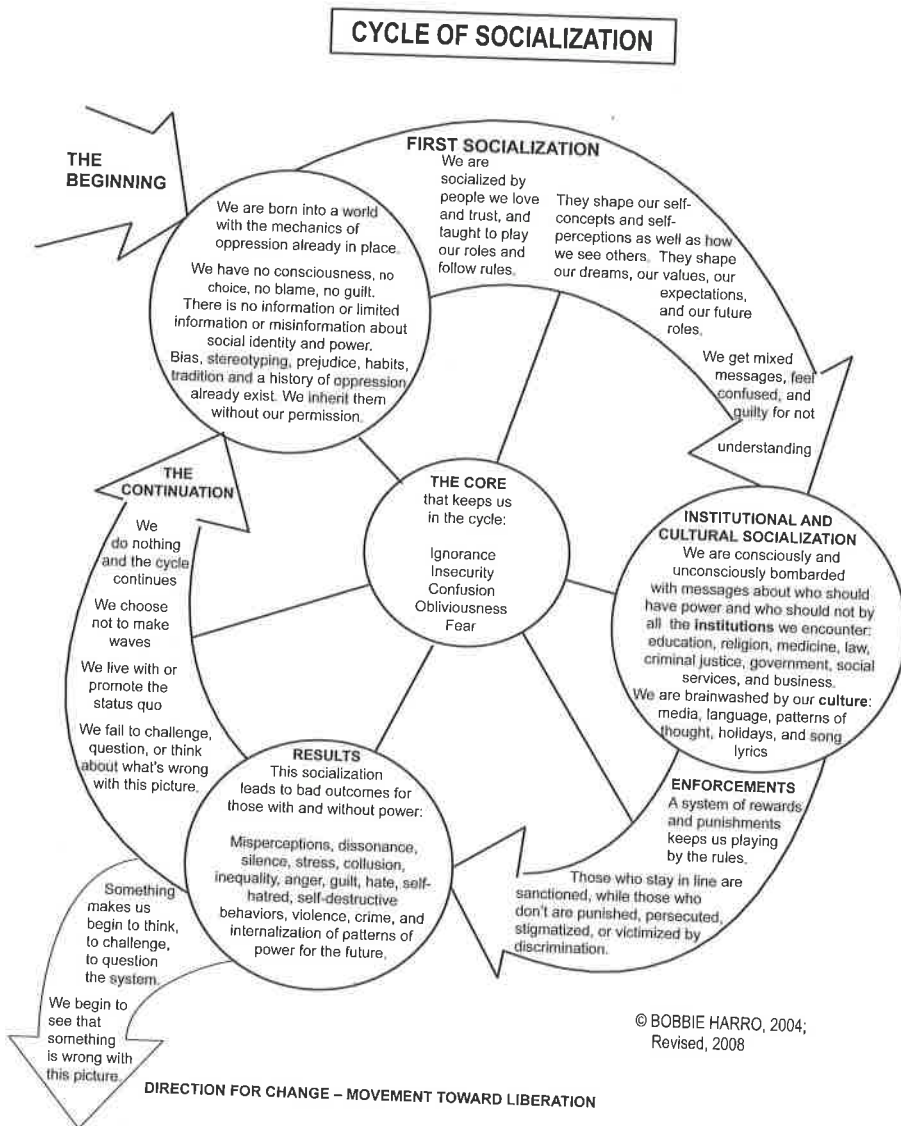 CYCLE OF SOCIALIZATION
THE
BEGINNING
We are born into a world
with the mechanics of
oppression already in place.
We have no consciousness, no
choice, no blame, no guilt.
There is no information or limited
information or misinformation about
social identity and power.
Bias, stereotyping, prejudice, habits,
tradition and a history of oppression
already exist. We inherit them
without our permission.
FIRST SOCIALIZATION
We are
socialized by
people we love
and trust, and
taught to play
our roles and
follow rules.
They shape our self-
concepts and self-
perceptions as well as how
we see others. They shape
our dreams, our values, our
expectations,
and our future
roles.
We get mixed
messages, feel
confused, and
guilty for not
understanding
INSTITUTIONAL AND
CULTURAL SOCIALIZATION
We are consciously and
unconsciously bombarded
with messages about who should
have power and who should not by
all the institutions we encounter:
education, religion, medicine, law,
criminal justice, government, social
services, and business.
We are brainwashed by our culture:
media, language, patterns of
thought, holidays, and song
lyrics
ENFORCEMENTS
A system of rewards
and punishments
keeps us playing
by the rules.
Those who stay in line are
sanctioned, while those who
don't are punished, persecuted,
stigmatized, or victimized by
discrimination.
RESULTS
This socialization
leads to bad outcomes for
those with and without power:
Misperceptions, dissonance,
silence, stress, collusion,
inequality, anger, guilt, hate, self-
hatred, self-destructive
behaviors, violence, crime, and
internalization of patterns of
power for the future.
THE
CONTINUATION
We
do nothing
and the cycle
continues
We choose
not to make
waves
We live with or
promote the
status quo
We fail to challenge,
question, or think
about what's wrong
with this picture.
THE CORE
that keeps us
in the cycle:
Ignorance
Insecurity
Confusion
Obliviousness
Fear
Something
makes us
begin to think,
to challenge,
to question
the system.
We begin to
see that
something
is wrong with
this picture.
DIRECTION FOR CHANGE – MOVEMENT TOWARD LIBERATION
© BOBBIE HARRO, 2004;
Revised, 2008